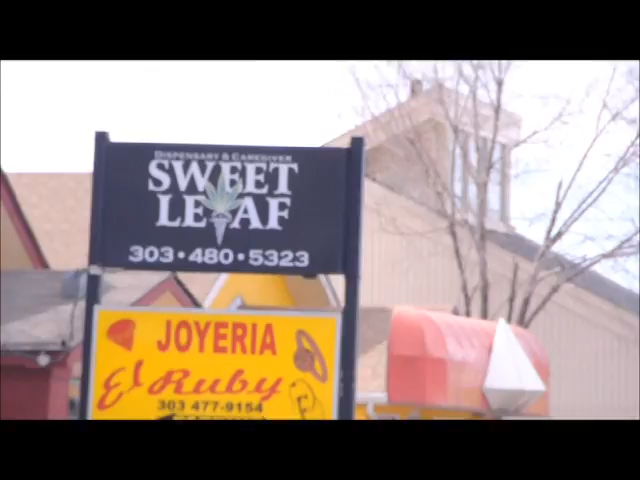 DISPENSARY & CAREGIVER
SWEET
LEAF
303•480•5323
JOYERIA
El Ruby
303 477-9154